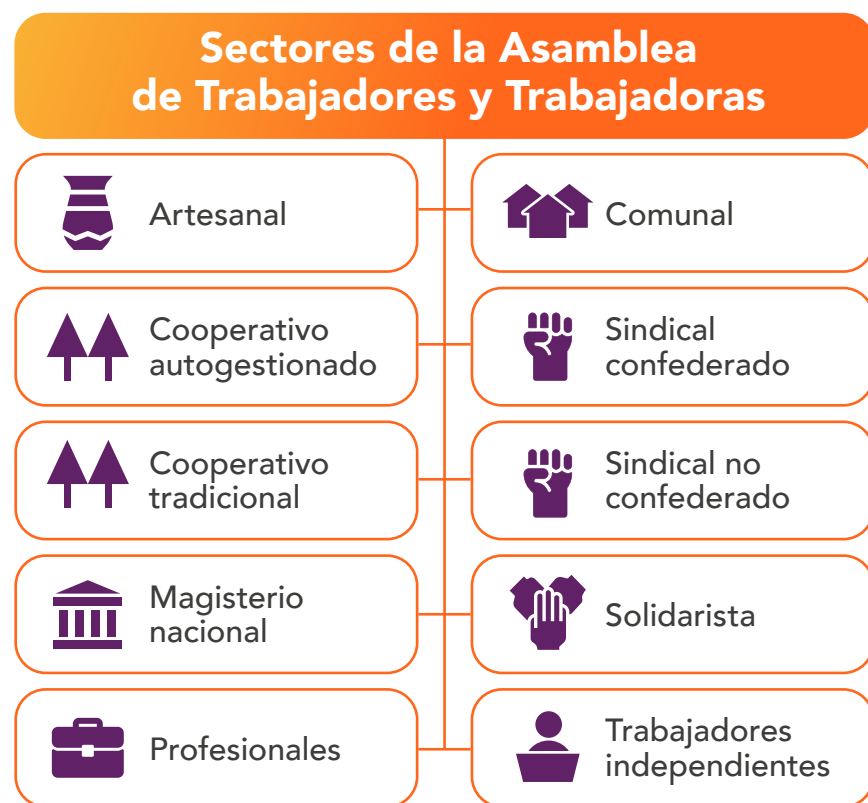 Sectores de la Asamblea
de Trabajadores y Trabajadoras
Artesanal
Comunal
Cooperativo
autogestionado
Sindical
confederado
Cooperativo
tradicional
Sindical no
confederado
Magisterio
nacional
Solidarista
Profesionales
Trabajadores
independientes